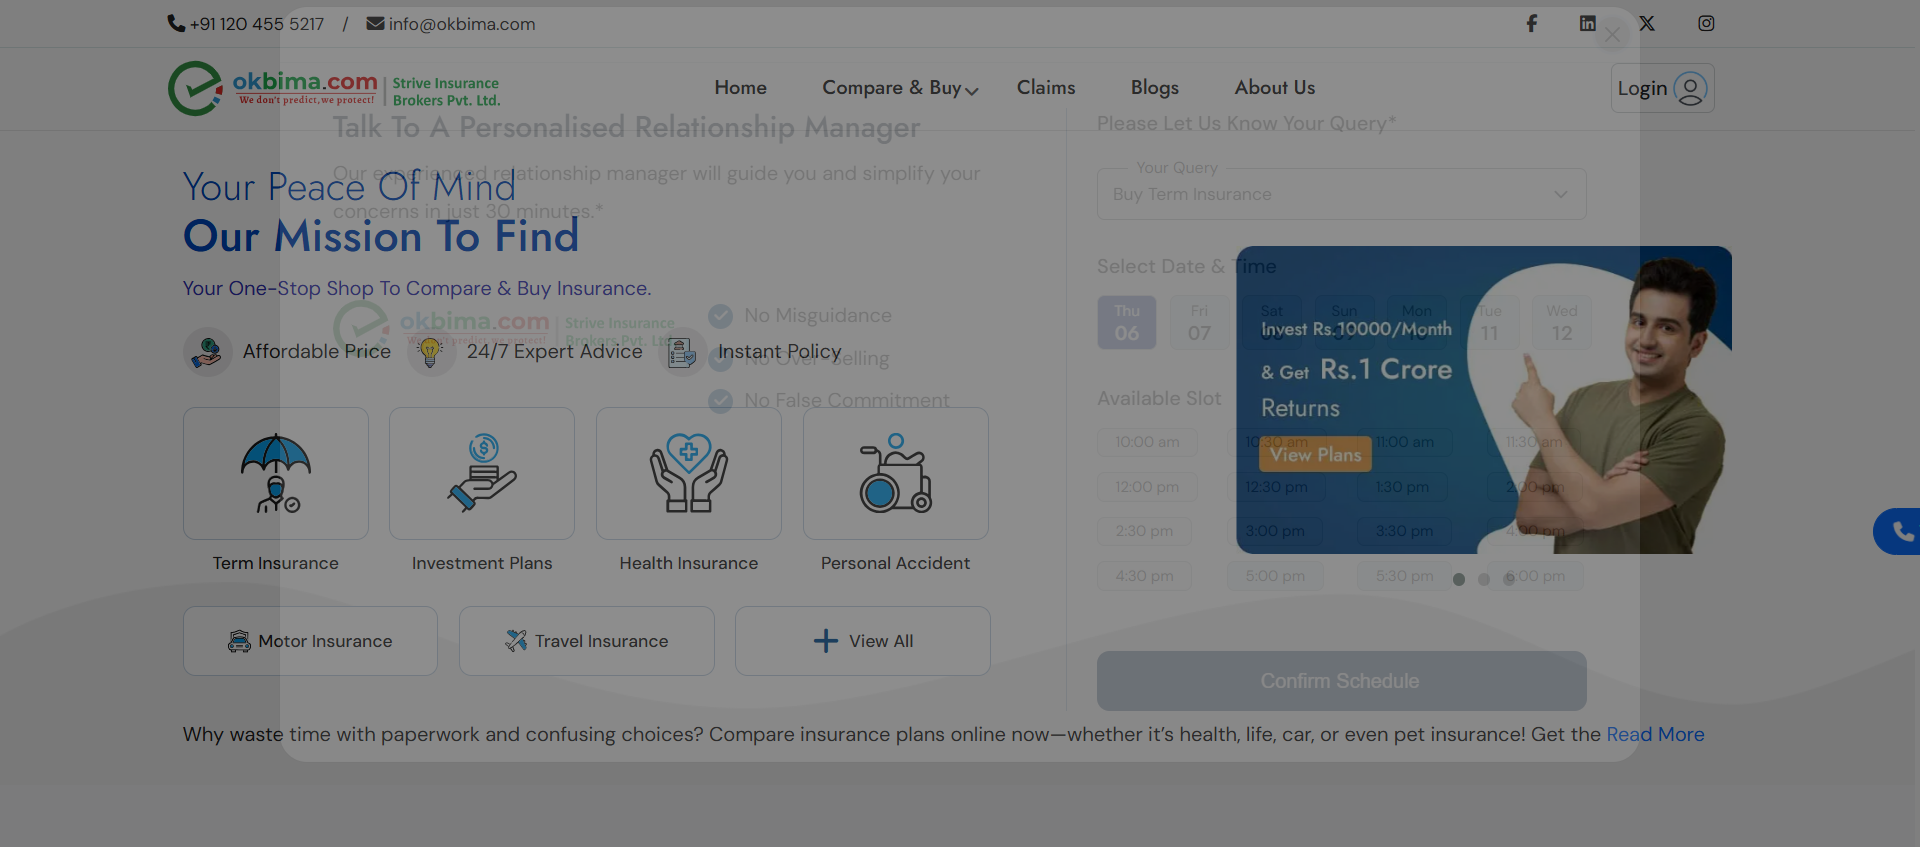 +91 120 455 5217 / info@okbima.com
okbima.com
We don't predict,we protect!
Strive Insurance
Brokers Pvt. Ltd.
Home
Compare & Buy
Claims
Blogs
About Us
Login
Talk To A Personalised Relationship Manager
Our experienced relationship manager will guide you and simplify your
concerns in just 30 minutes.*
Your Peace Of Mind
Our Mission To Find
Your One-Stop Shop To Compare & Buy Insurance.
okbima.com
Strive Insurance
Brokers Pvt. Ltd.
No Misguidance
No Over-Selling
No False Commitment
Affordable Price
24/7 Expert Advice
Instant Policy
Term Insurance
Investment Plans
Health Insurance
Personal Accident
Motor Insurance
Travel Insurance
View All
Please Let Us Know Your Query*
Your Query
Buy Term Insurance
Select Date & Time
Thu
06
Fri
07
Sat
Sun
Mon
Tue
11
Wed
12
Invest Rs.10000/Month
& Get Rs.1 Crore
Returns
View Plans
Available Slot
10:00 am 10:30 am 11:00 am 11:30 am
12:00 pm 12:30 pm 1:30 pm 2:00 pm
2:30 pm 3:00 pm 3:30 pm 4:00 pm
4:30 pm 5:00 pm 5:30 pm 6:00 pm
Confirm Schedule
Why waste time with paperwork and confusing choices? Compare insurance plans online now—whether it's health, life, car, or even pet insurance! Get the Read More